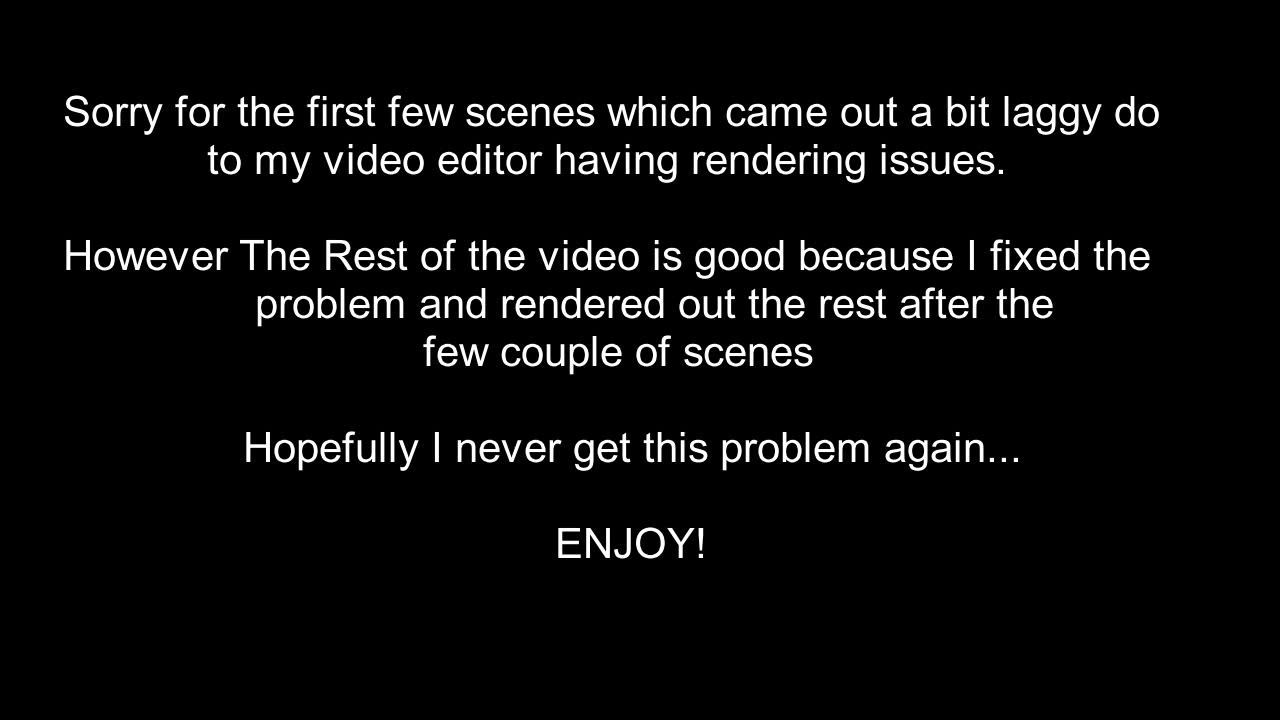 Sorry for the first few scenes which came out a bit laggy do
to my video editor having rendering issues.
However The Rest of the video is good because I fixed the
problem and rendered out the rest after the
few couple of scenes
Hopefully I never get this problem again...
ENJOY!